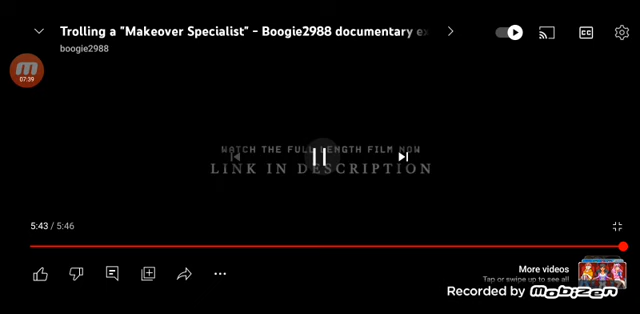 Trolling a "Makeover Specialist" - Boogie2988 documentary ex
boogie2988
CC
07:39
WATCH THE FULL LENGTH FILM NOW
LINK IN DESCRIPTION
5:43 / 5:46
More videos
Tap or swipe up to see all
Recorded by MOBIZEN